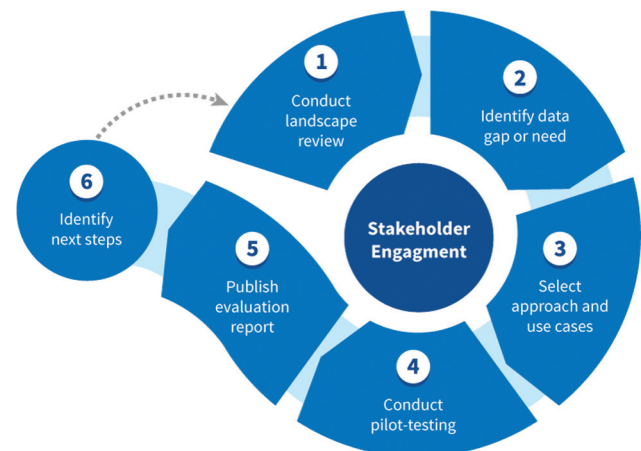 1
Conduct
landscape
review
2
Identify data
gap or need
3
Select
approach and
use cases
4
Conduct
pilot-testing
5
Publish
evaluation
report
6
Identify
next steps
Stakeholder
Engagment